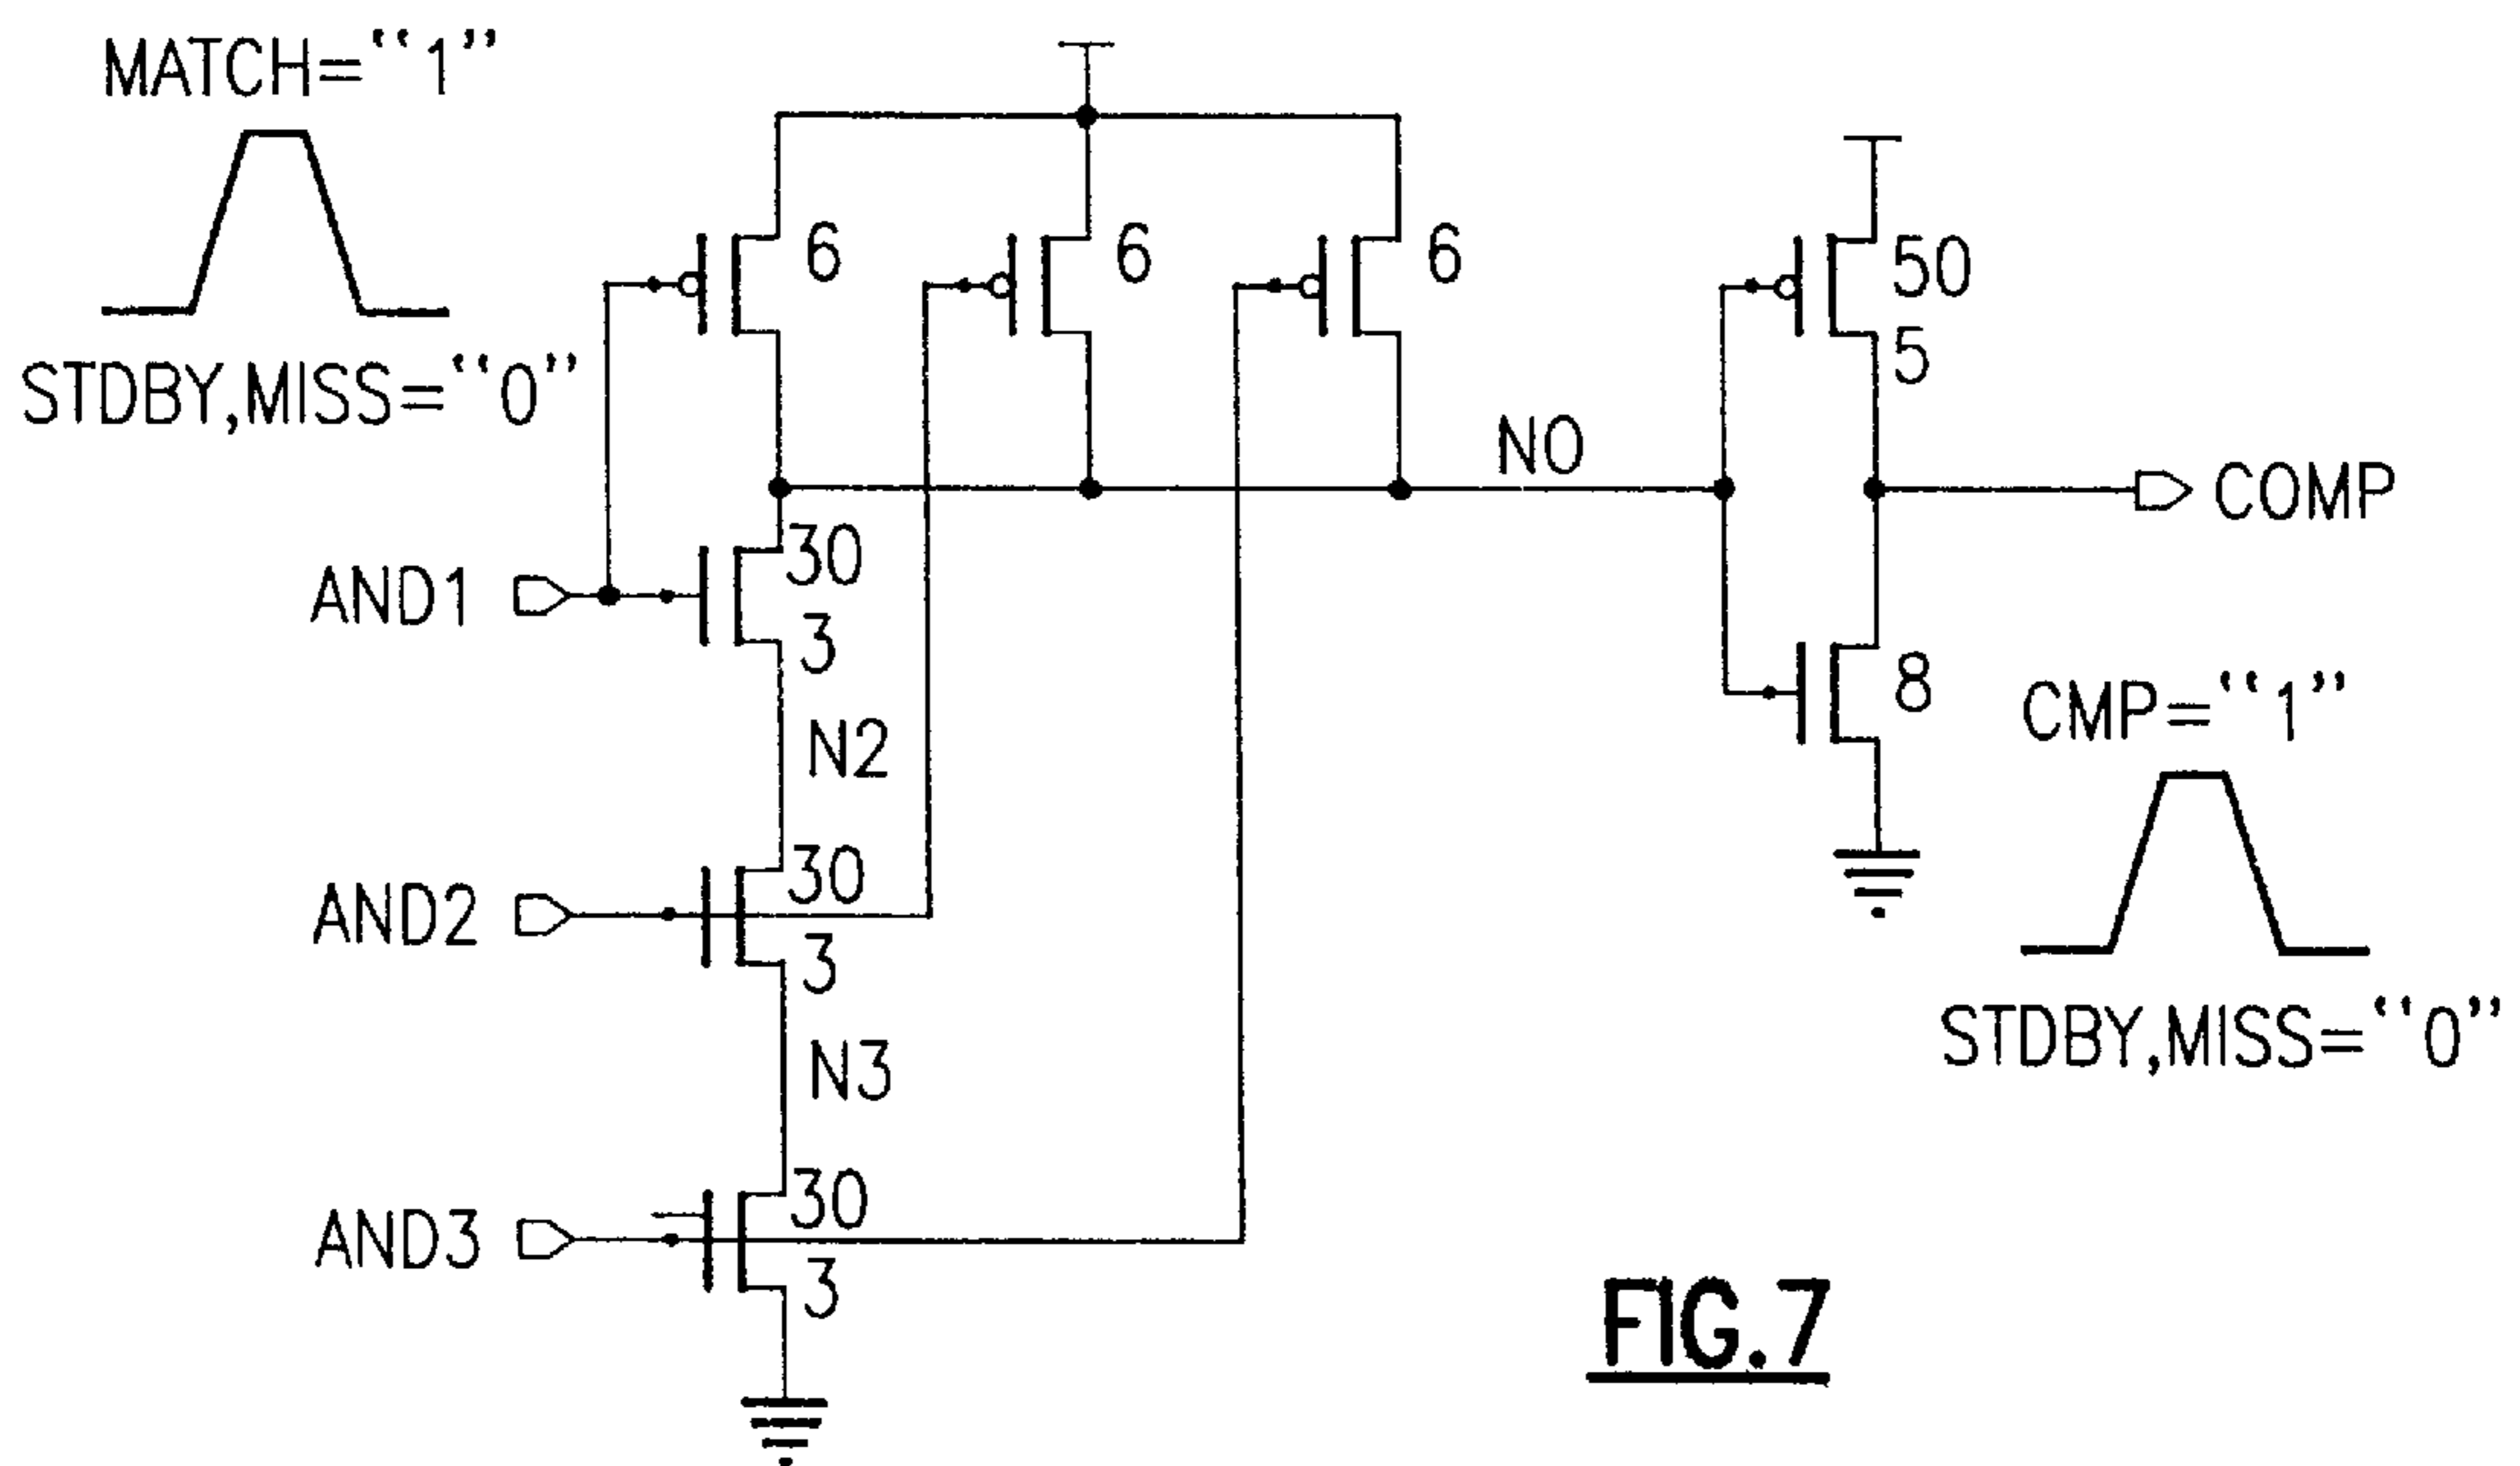 MATCH=“1”
STDBY,MISS=“0”
6
6
6
50
5
NO
COMP
AND1
30
3
N2
8
CMP=“1”
STDBY,MISS=“0”
AND2
30
3
N3
AND3
30
3
FIG.7